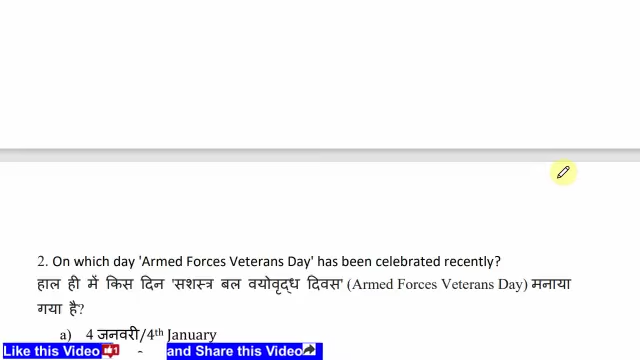 2. On which day 'Armed Forces Veterans Day' has been celebrated recently?
हाल ही में किस दिन 'सशस्त्र बल वयोवृद्ध दिवस' (Armed Forces Veterans Day) मनाया
गया है?
a) 4 जनवरी/4th January
Like this Video and Share this Video